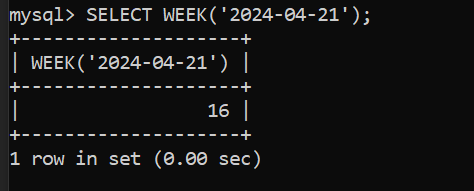 mysql> SELECT WEEK('2024-04-21');
+--------------------+
| WEEK('2024-04-21') |
+--------------------+
|                 16 |
+--------------------+
1 row in set (0.00 sec)